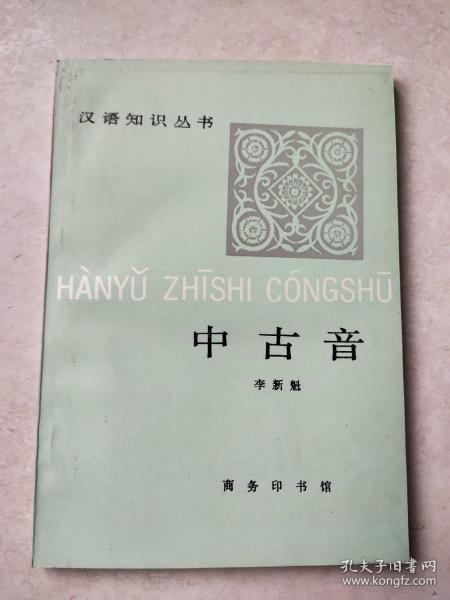 汉语知识丛书
HÀNYǓ ZHĪSHI CÓNGSHŪ
中古音
李新魁
商务印书馆
孔夫子旧书网
www.kongfz.com